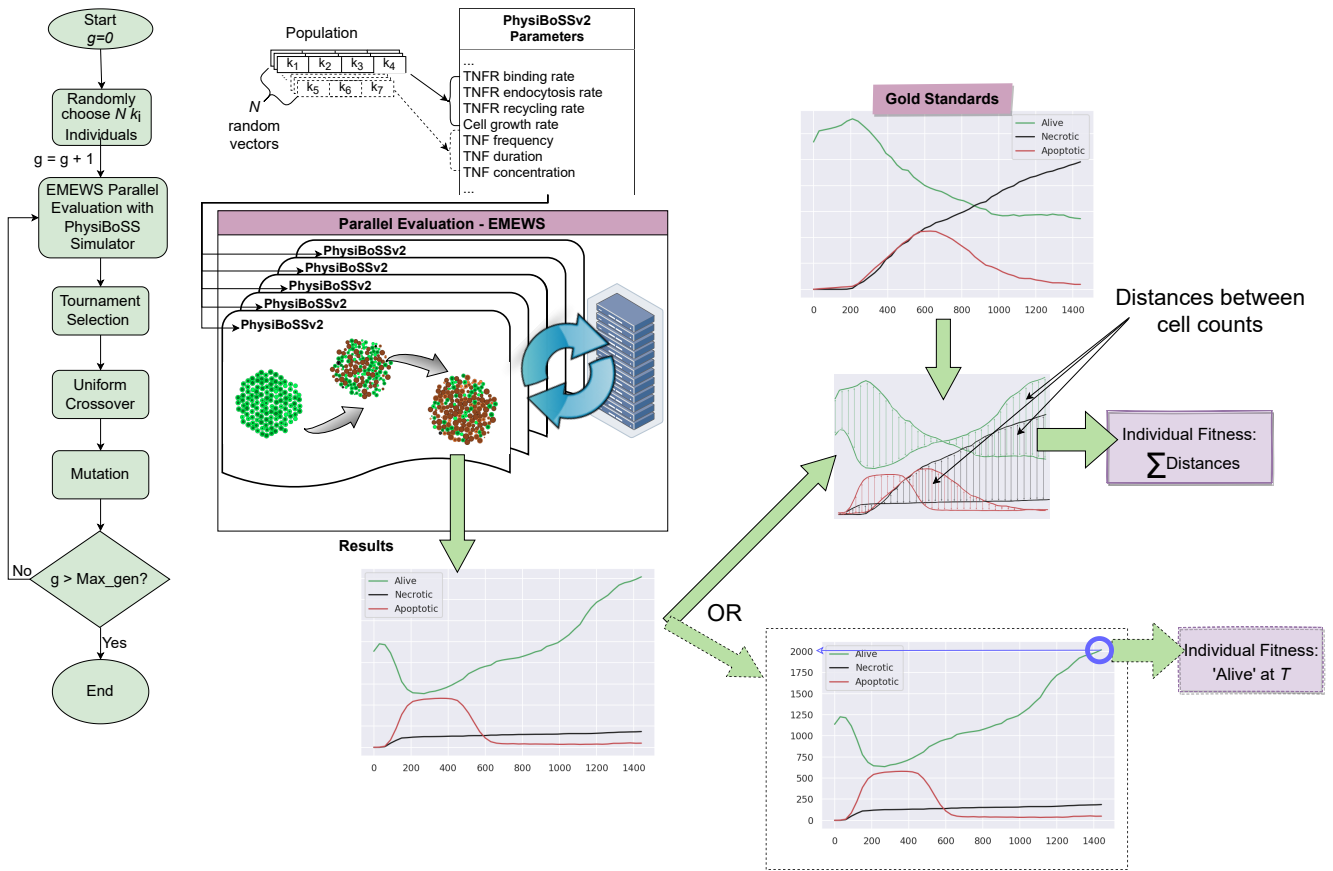 Start
g=0
Randomly
choose N ki
Individuals
g = g + 1
EMEWS Parallel
Evaluation with
PhysiBoSS
Simulator
Tournament
Selection
Uniform
Crossover
Mutation
No
g > Max_gen?
Yes
End
Population
k1 k2 k3 k4
k5 k6 k7
N
random
vectors
PhysiBoSSv2
Parameters
...
TNFR binding rate
TNFR endocytosis rate
TNFR recycling rate
Cell growth rate
TNF frequency
TNF duration
TNF concentration
...
Parallel Evaluation - EMEWS
PhysiBoSSv2
PhysiBoSSv2
PhysiBoSSv2
PhysiBoSSv2
PhysiBoSSv2
Results
Alive
Necrotic
Apoptotic
0 200 400 600 800 1000 1200 1400
Gold Standards
Alive
Necrotic
Apoptotic
0 200 400 600 800 1000 1200 1400
Distances between
cell counts
Individual Fitness:
∑Distances
OR
2000
1750
1500
1250
1000
750
500
250
0
Alive
Necrotic
Apoptotic
0 200 400 600 800 1000 1200 1400
Individual Fitness:
'Alive' at T